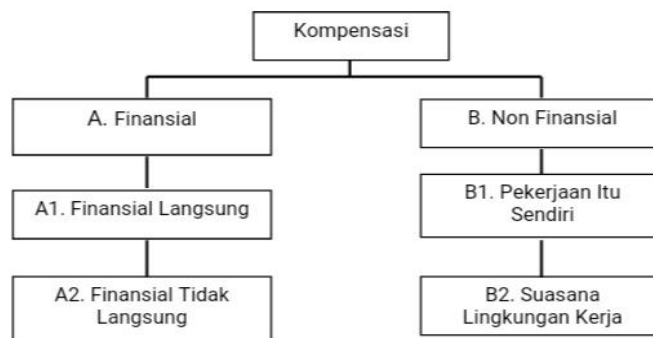 Kompensasi
A. Finansial
B. Non Finansial
A1. Finansial Langsung
B1. Pekerjaan Itu
Sendiri
A2. Finansial Tidak
Langsung
B2. Suasana
Lingkungan Kerja